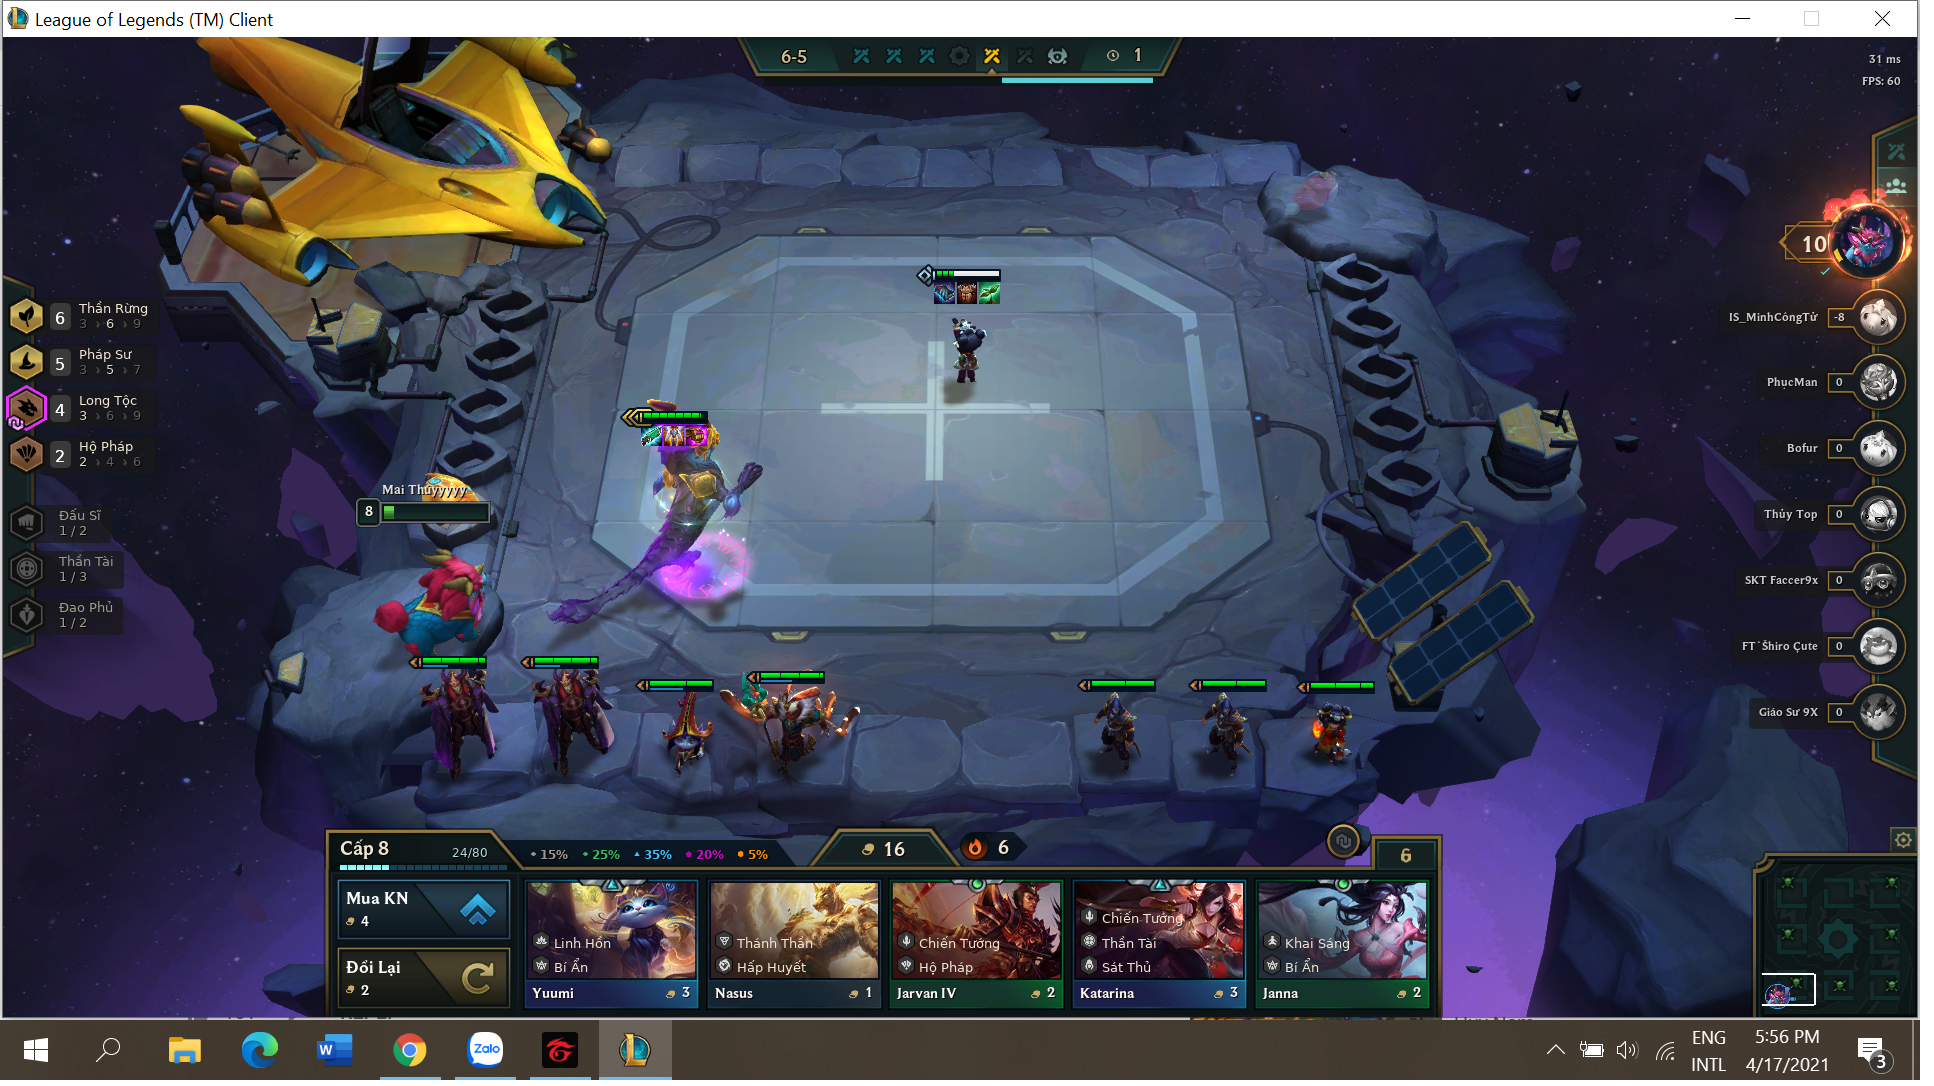 League of Legends (TM) Client
6-5
1
31 ms
FPS: 60
10
Thần Rừng
6
3 › 6 › 9
Pháp Sư
5
3 › 5 › 7
Long Tộc
4
3 › 6 › 9
Hộ Pháp
2
2 › 4 › 6
Đấu Sĩ
1 / 2
Thần Tài
1 / 3
Đao Phủ
1 / 2
Mai Thúyyyyy
8
IS_MinhCôngTử -8
PhụcMan 0
Bofur 0
Thủy Top 0
SKT Faccer9x 0
FT˄Shiro Çute 0
Giáo Sư 9X 0
Cấp 8
24/80
15% 25% 35% 20% 5%
16
6
6
Mua KN
4
Đổi Lại
2
Linh Hồn
Bí Ẩn
Yuumi 3
Thánh Thần
Hấp Huyết
Nasus 1
Chiến Tướng
Hộ Pháp
Jarvan IV 2
Chiến Tướng
Thần Tài
Sát Thủ
Katarina 3
Khai Sáng
Bí Ẩn
Janna 2
W
Zalo
ENG
INTL
5:56 PM
4/17/2021
3